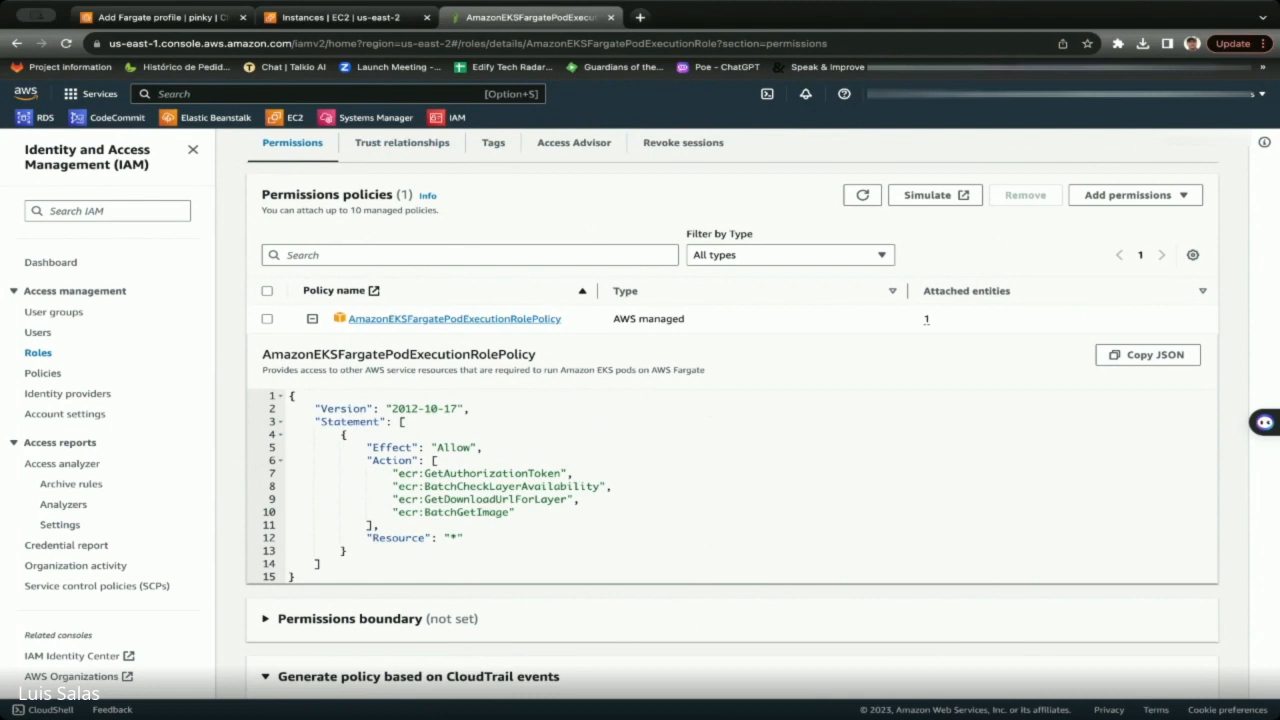 Add Fargate profile | pinky | C
Instances | EC2 | us-east-2
AmazonEKSFargatePodExecut
us-east-1.console.aws.amazon.com/iamv2/home?region=us-east-2#/roles/details/AmazonEKSFargatePodExecutionRole?section=permissions
Update
Project Information
Histórico de Pedid...
Chat | Talkio AI
Launch Meeting -...
Edify Tech Radar...
Guardians of the...
Poe - ChatGPT
Speak & Improve
»
aws
Services
Search
[Option+S]
RDS
CodeCommit
Elastic Beanstalk
EC2
Systems Manager
IAM
Identity and Access
Management (IAM)
Search IAM
Dashboard
Access management
User groups
Users
Roles
Policies
Identity providers
Account settings
Access reports
Access analyzer
Archive rules
Analyzers
Settings
Credential report
Organization activity
Service control policies (SCPs)
Related consoles
IAM Identity Center
AWS Organizations
Permissions
Trust relationships
Tags
Access Advisor
Revoke sessions
Permissions policies (1) Info
You can attach up to 10 managed policies.
Simulate
Remove
Add permissions
Filter by Type
Search
All types
1
Policy name
Type
Attached entities
AmazonEKSFargatePodExecutionRolePolicy
AWS managed
1
AmazonEKSFargatePodExecutionRolePolicy
Provides access to other AWS service resources that are required to run Amazon EKS pods on AWS Fargate
Copy JSON
1 {
2 "Version": "2012-10-17",
3 "Statement": [
4 {
5 "Effect": "Allow",
6 "Action": [
7 "ecr:GetAuthorizationToken",
8 "ecr:BatchCheckLayerAvailability",
9 "ecr:GetDownloadUrlForLayer",
10 "ecr:BatchGetImage"
11 ],
12 "Resource": "*"
13 }
14 ]
15 }
Permissions boundary (not set)
Generate policy based on CloudTrail events
Luis Salas
CloudShell
Feedback
© 2023, Amazon Web Services, Inc. or its affiliates.
Privacy
Terms
Cookie preferences